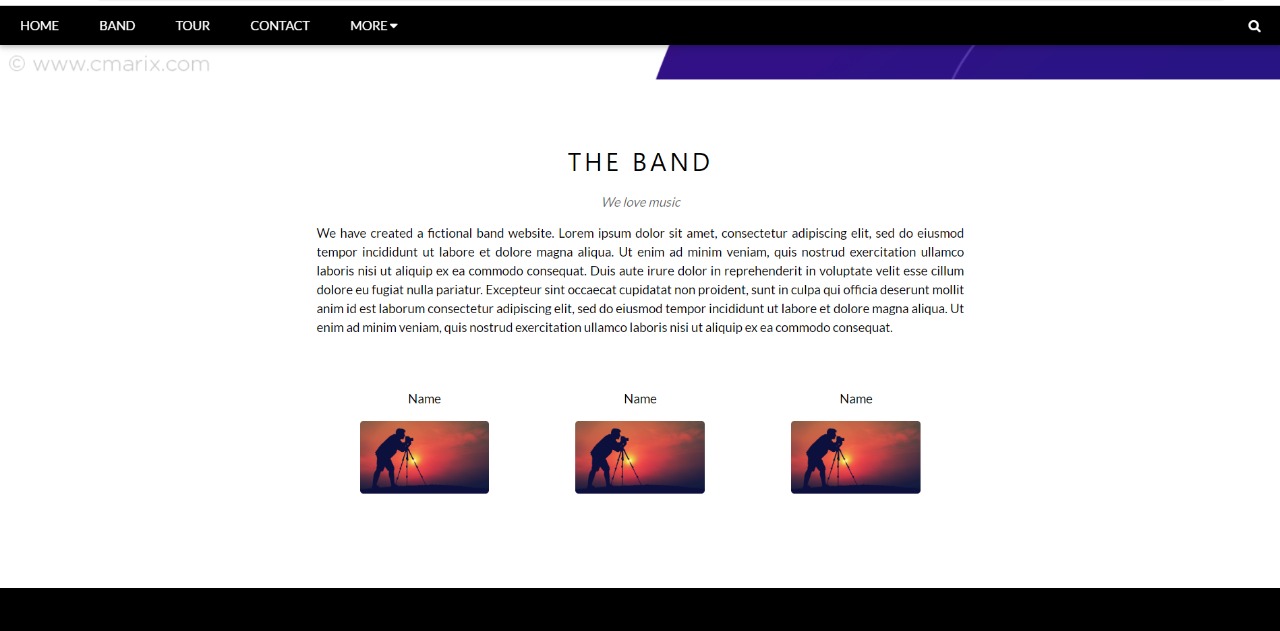 HOME BAND TOUR CONTACT MORE
© www.cmarix.com
THE BAND
We love music
We have created a fictional band website. Lorem ipsum dolor sit amet, consectetur adipiscing elit, sed do eiusmod
tempor incididunt ut labore et dolore magna aliqua. Ut enim ad minim veniam, quis nostrud exercitation ullamco
laboris nisi ut aliquip ex ea commodo consequat. Duis aute irure dolor in reprehenderit in voluptate velit esse cillum
dolore eu fugiat nulla pariatur. Excepteur sint occaecat cupidatat non proident, sunt in culpa qui officia deserunt mollit
anim id est laborum consectetur adipiscing elit, sed do eiusmod tempor incididunt ut labore et dolore magna aliqua. Ut
enim ad minim veniam, quis nostrud exercitation ullamco laboris nisi ut aliquip ex ea commodo consequat.
Name Name Name